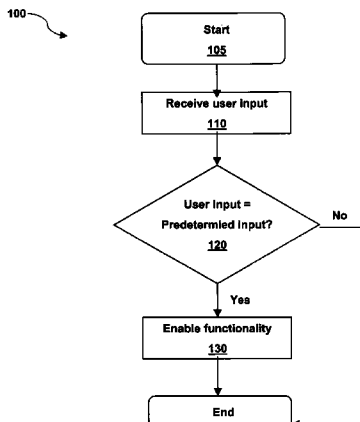 100
Start
105
Receive user input
110
User Input =
Predetermied Input?
120
No
Yes
Enable functionality
130
End